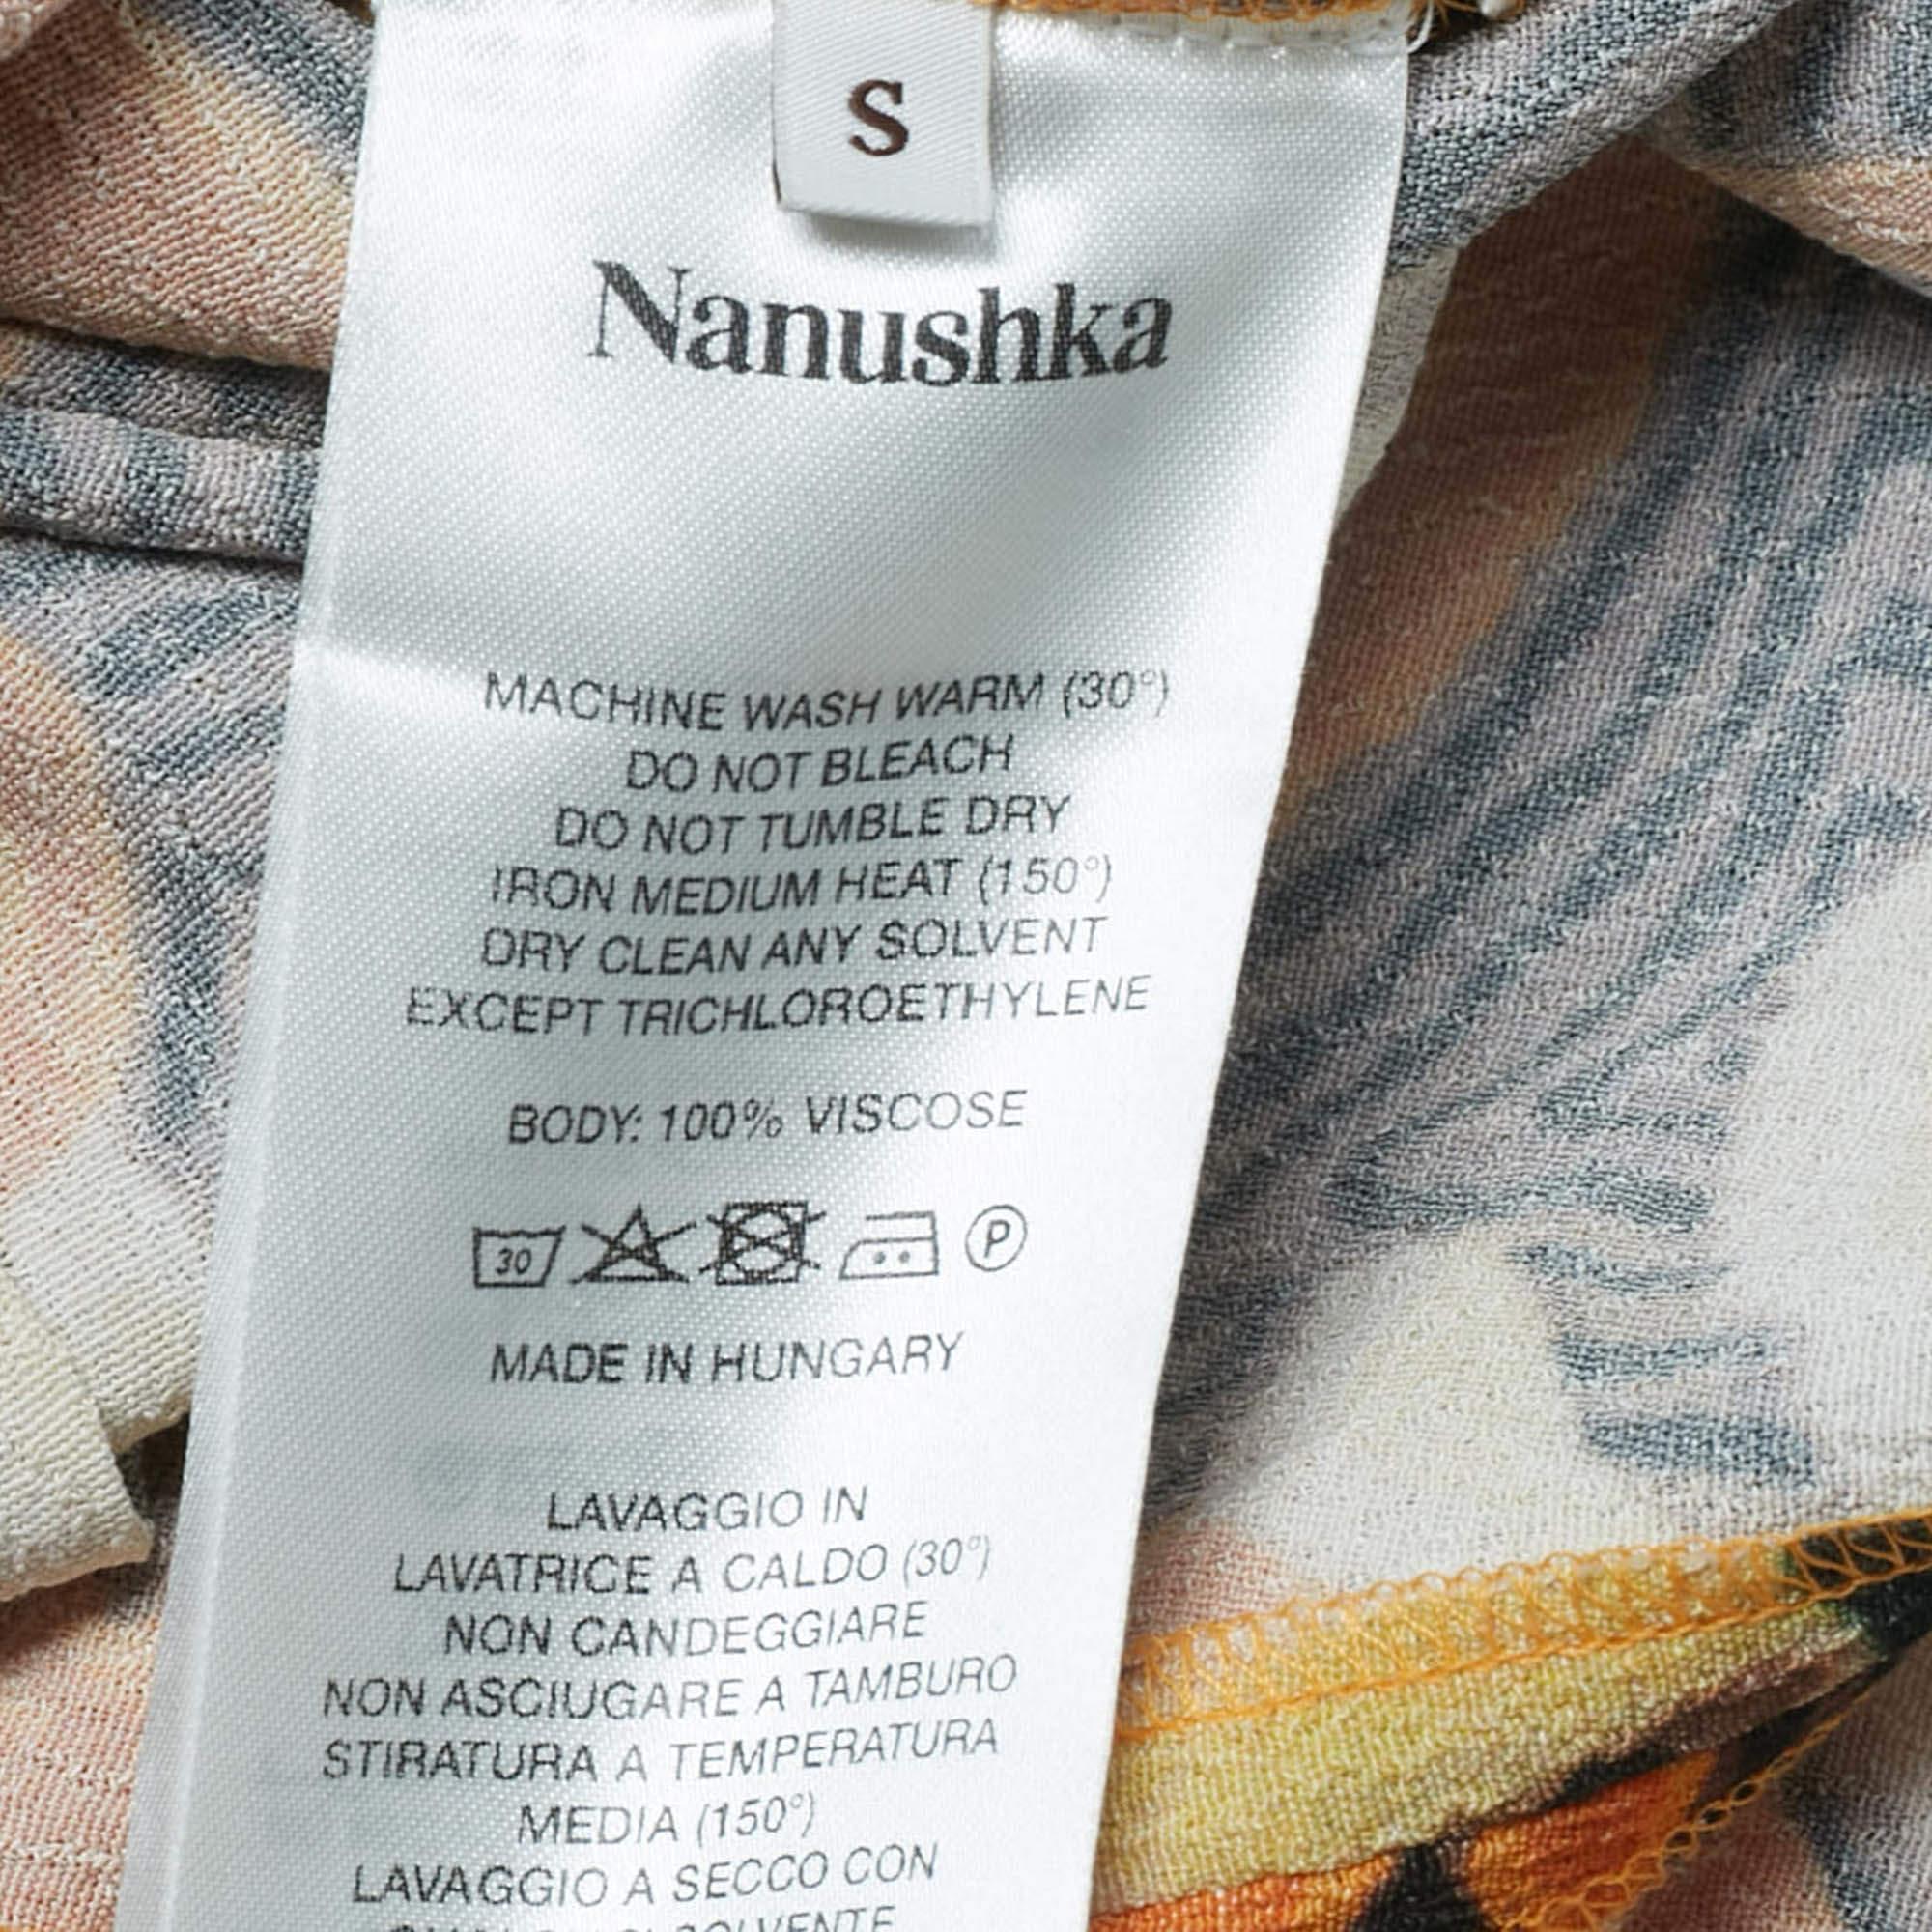 S
Nanushka
MACHINE WASH WARM (30°)
DO NOT BLEACH
DO NOT TUMBLE DRY
IRON MEDIUM HEAT (150°)
DRY CLEAN ANY SOLVENT
EXCEPT TRICHLOROETHYLENE
BODY: 100% VISCOSE
30 P
MADE IN HUNGARY
LAVAGGIO IN
LAVATRICE A CALDO (30°)
NON CANDEGGIARE
NON ASCIUGARE A TAMBURO
STIRATURA A TEMPERATURA
MEDIA (150°)
LAVAGGIO A SECCO CON
SOLVENTE